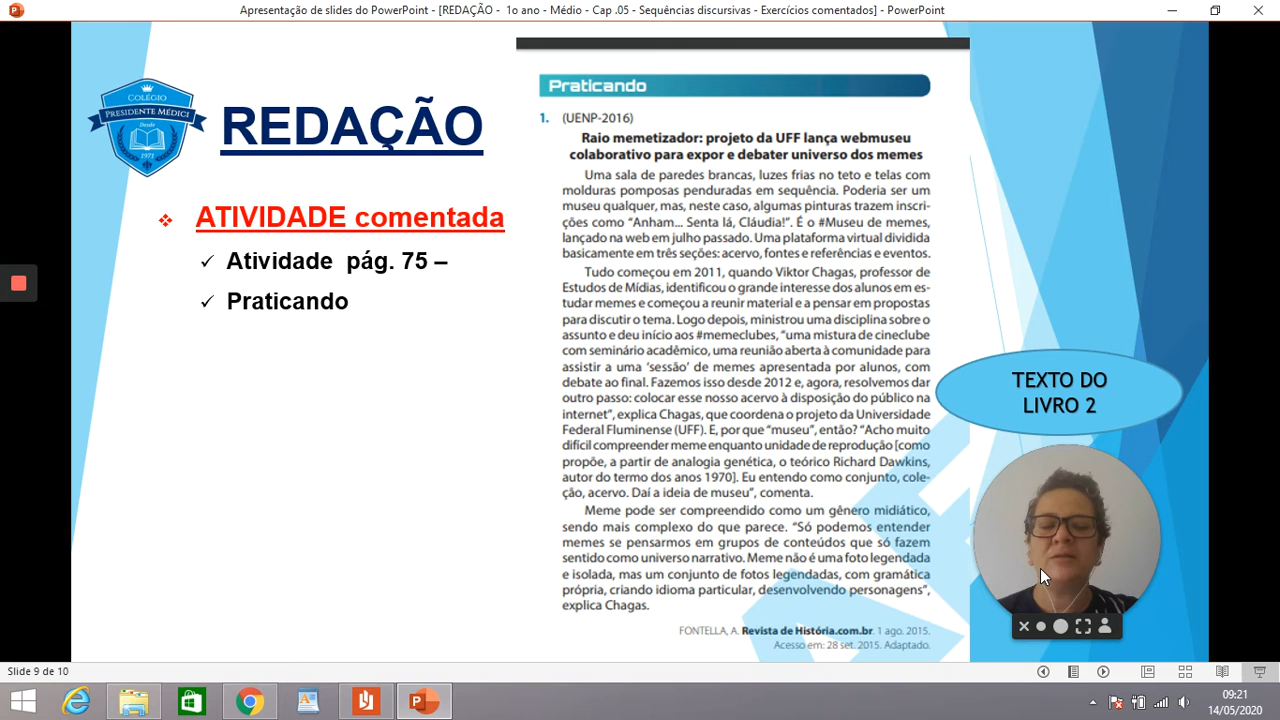 Apresentação de slides do PowerPoint - [REDAÇÃO - 1o ano - Médio - Cap .05 - Sequências discursivas - Exercícios comentados] - PowerPoint
COLÉGIO
PRESIDENTE MÉDICI
Desde
1971
REDAÇÃO
ATIVIDADE comentada
Atividade pág. 75 –
Praticando
Praticando
1. (UENP-2016)
Raio memetizador: projeto da UFF lança webmuseu
colaborativo para expor e debater universo dos memes
Uma sala de paredes brancas, luzes frias no teto e telas com
molduras pomposas penduradas em sequência. Poderia ser um
museu qualquer, mas, neste caso, algumas pinturas trazem inscri-
ções como “Anham... Senta lá, Cláudia!”. É o #Museu de memes,
lançado na web em julho passado. Uma plataforma virtual dividida
basicamente em três seções: acervo, fontes e referências e eventos.
Tudo começou em 2011, quando Viktor Chagas, professor de
Estudos de Mídias, identificou o grande interesse dos alunos em es-
tudar memes e começou a reunir material e a pensar em propostas
para discutir o tema. Logo depois, ministrou uma disciplina sobre o
assunto e deu início aos #memeclubes, “uma mistura de cineclube
com seminário acadêmico, uma reunião aberta à comunidade para
assistir a uma ‘sessão’ de memes apresentada por alunos, com
debate ao final. Fazemos isso desde 2012 e, agora, resolvemos dar
outro passo: colocar esse nosso acervo à disposição do público na
internet”, explica Chagas, que coordena o projeto da Universidade
Federal Fluminense (UFF). E, por que “museu”, então? “Acho muito
difícil compreender meme enquanto unidade de reprodução [como
propõe, a partir de analogia genética, o teórico Richard Dawkins,
autor do termo dos anos 1970]. Eu entendo como conjunto, cole-
ção, acervo. Daí a ideia de museu”, comenta.
Meme pode ser compreendido como um gênero midiático,
sendo mais complexo do que parece. “Só podemos entender
memes se pensarmos em grupos de conteúdos que só fazem
sentido como universo narrativo. Meme não é uma foto legendada
e isolada, mas um conjunto de fotos legendadas, com gramática
própria, criando idioma particular, desenvolvendo personagens”,
explica Chagas.
FONTELLA, A. Revista de História.com.br. 1 ago. 2015.
Acesso em: 28 set. 2015. Adaptado.
TEXTO DO
LIVRO 2
Slide 9 de 10
09:21
14/05/2020